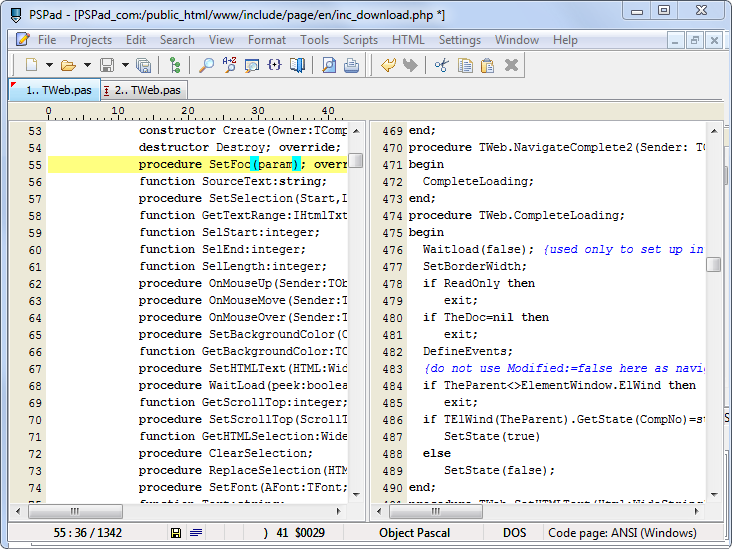 PSPad - [PSPad_com:/public_html/www/include/page/en/inc_download.php *]
File Projects Edit Search View Format Tools Scripts HTML Settings Window Help
1.. TWeb.pas 2.. TWeb.pas
0 10 20 30 40
53 constructor Create(Owner:TComp
54 destructor Destroy; override;
55 procedure SetFoc(param); overr
56 function SourceText:string;
57 procedure SetSelection(Start,I
58 function GetTextRange:IHtmlTxt
59 function SelStart:integer;
60 function SelEnd:integer;
61 function SelLength:integer;
62 procedure OnMouseUp(Sender:TOb
63 procedure OnMouseMove(Sender:T
64 procedure OnMouseOver(Sender:T
65 procedure SetBackgroundColor(C
66 function GetBackgroundColor:TC
67 procedure SetHTMLText(HTML:Wid
68 procedure WaitLoad(peek:boolea
69 function GetScrollTop:integer;
70 procedure SetScrollTop(ScrollT
71 function GetHTMLSelection:Wide
72 procedure ClearSelection;
73 procedure ReplaceSelection(HTM
74 procedure SetFont(AFont:TFont;
function Text:string;
469 end;
470 procedure TWeb.NavigateComplete2(Sender: TO
471 begin
472 CompleteLoading;
473 end;
474 procedure TWeb.CompleteLoading;
475 begin
476 Waitload(false); {used only to set up in
477 SetBorderWidth;
478 if ReadOnly then
479 exit;
480 if TheDoc=nil then
481 exit;
482 DefineEvents;
483 {do not use Modified:=false here as navi
484 if TheParent<>ElementWindow.ElWind then
485 exit;
486 if TElWind(TheParent).GetState(CompNo)=st
487 SetState(true)
488 else
489 SetState(false);
490 end;
procedure TWeb.SetHTMLText(Html:WideString
55 : 36 / 1342 ) 41 $0029 Object Pascal DOS Code page: ANSI (Windows)